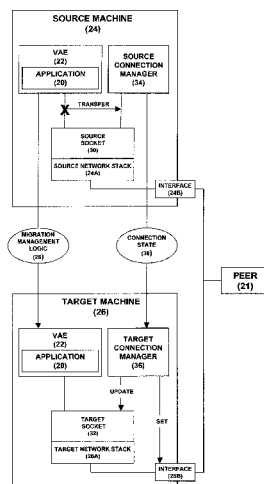 SOURCE MACHINE
(24)
VAE
(22)
APPLICATION
(20)
SOURCE
CONNECTION
MANAGER
(34)
TRANSFER
SOURCE
SOCKET
(30)
SOURCE NETWORK STACK
(24A)
INTERFACE
(24B)
MIGRATION
MANAGEMENT
LOGIC
(28)
CONNECTION
STATE
(38)
PEER
(21)
TARGET MACHINE
(26)
VAE
(22)
APPLICATION
(20)
TARGET
CONNECTION
MANAGER
(36)
UPDATE
SET
TARGET
SOCKET
(32)
TARGET NETWORK STACK
(26A)
INTERFACE
(26B)